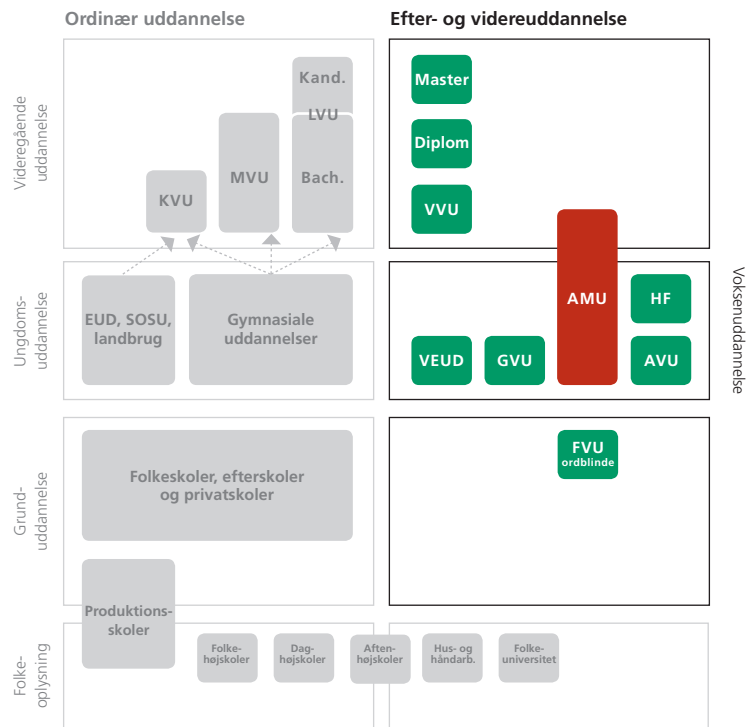 Ordinær uddannelse
Efter- og videreuddannelse
Videregående
uddannelse
Kand.
LVU
Bach.
MVU
KVU
Master
Diplom
VVU
Ungdoms-
uddannelse
EUD, SOSU,
landbrug
Gymnasiale
uddannelser
VEUD
GVU
AMU
HF
AVU
Voksenuddannelse
Grund-
uddannelse
Folkeskoler, efterskoler
og privatskoler
FVU
ordblinde
Produktions-
skoler
Folke-
oplysning
Folke-
højskoler
Dag-
højskoler
Aften-
højskoler
Hus- og
håndarb.
Folke-
universitet